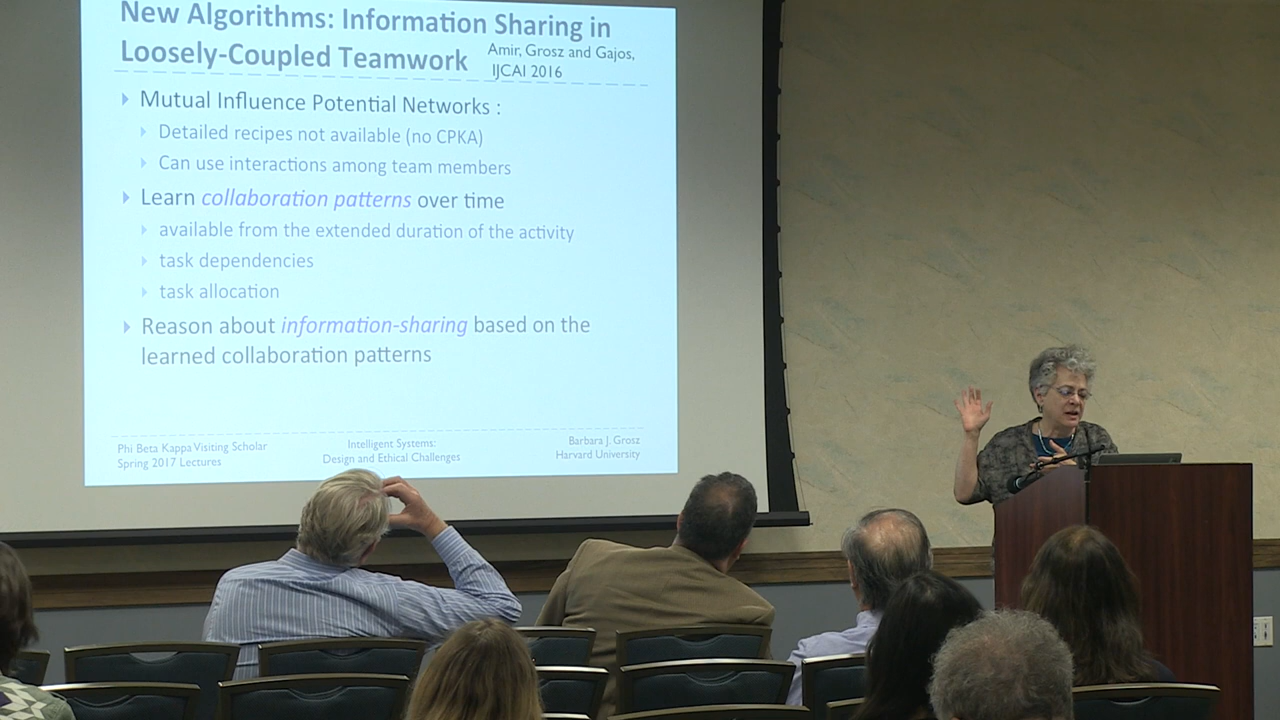 New Algorithms: Information Sharing in
Loosely-Coupled Teamwork
Amir, Grosz and Gajos,
IJCAI 2016
Mutual Influence Potential Networks :
Detailed recipes not available (no CPKA)
Can use interactions among team members
Learn collaboration patterns over time
available from the extended duration of the activity
task dependencies
task allocation
Reason about information-sharing based on the
learned collaboration patterns
Phi Beta Kappa Visiting Scholar
Spring 2017 Lectures
Intelligent Systems:
Design and Ethical Challenges
Barbara J. Grosz
Harvard University